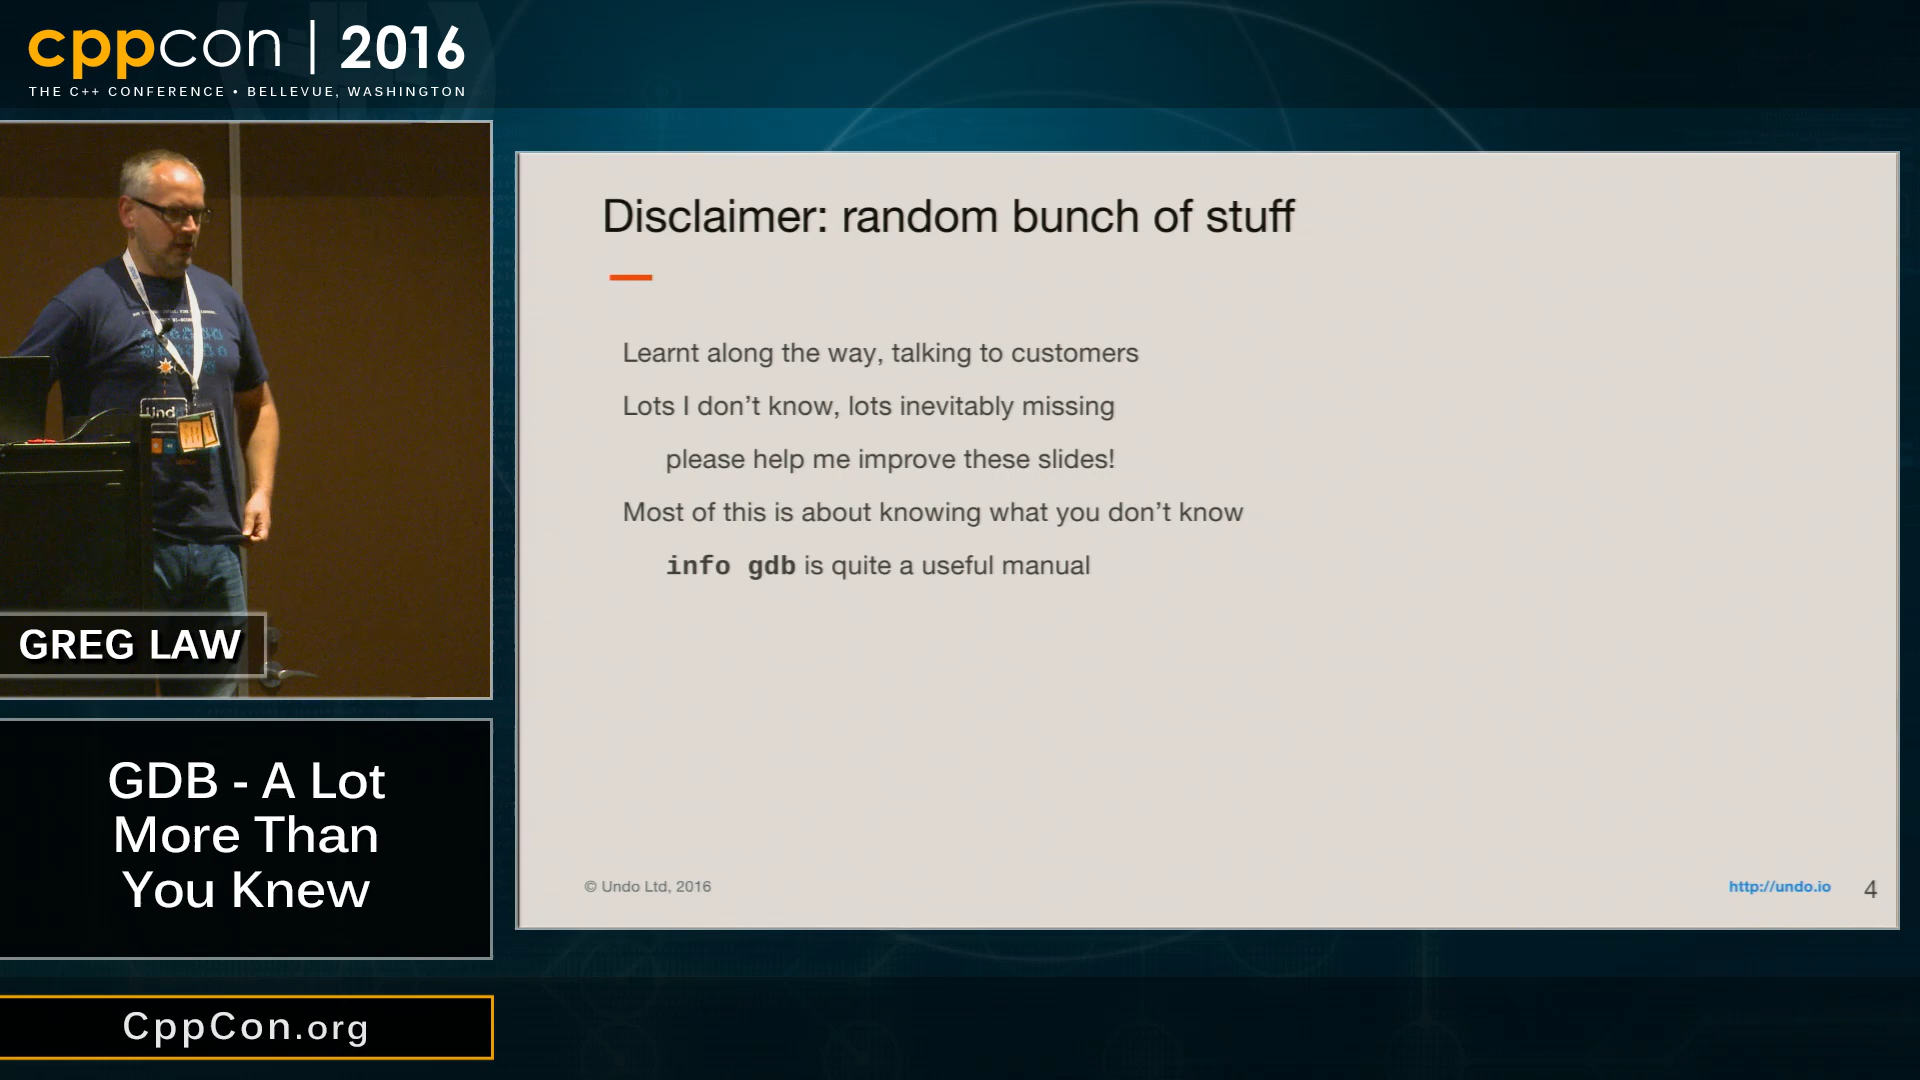 cppcon | 2016
THE C++ CONFERENCE • BELLEVUE, WASHINGTON
Disclaimer: random bunch of stuff
Learnt along the way, talking to customers
Lots I don't know, lots inevitably missing
please help me improve these slides!
Most of this is about knowing what you don't know
info gdb is quite a useful manual
© Undo Ltd, 2016
http://undo.io
4
GREG LAW
GDB - A Lot
More Than
You Knew
CppCon.org